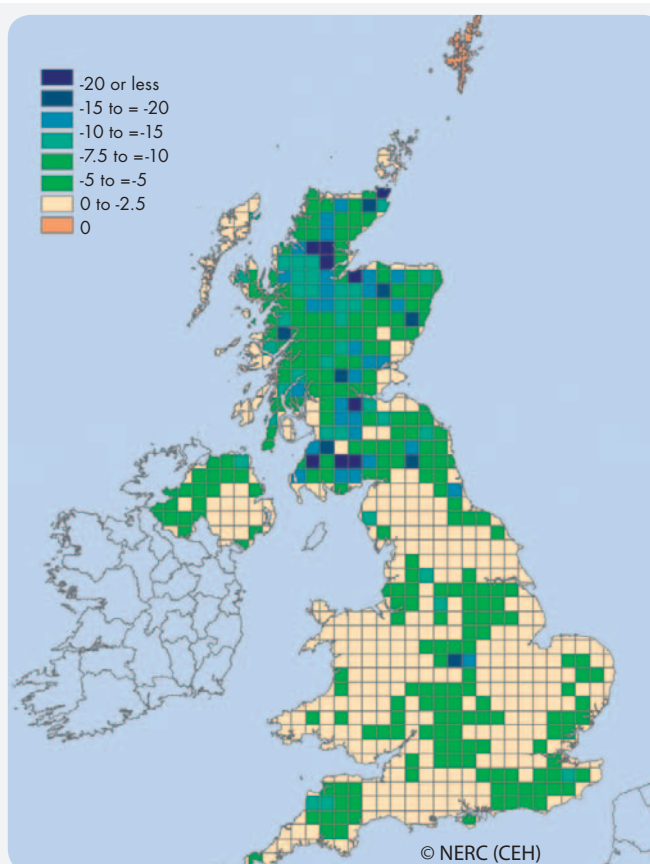 -20 or less
-15 to = -20
-10 to =-15
-7.5 to =-10
-5 to =-5
0 to -2.5
0
© NERC (CEH)